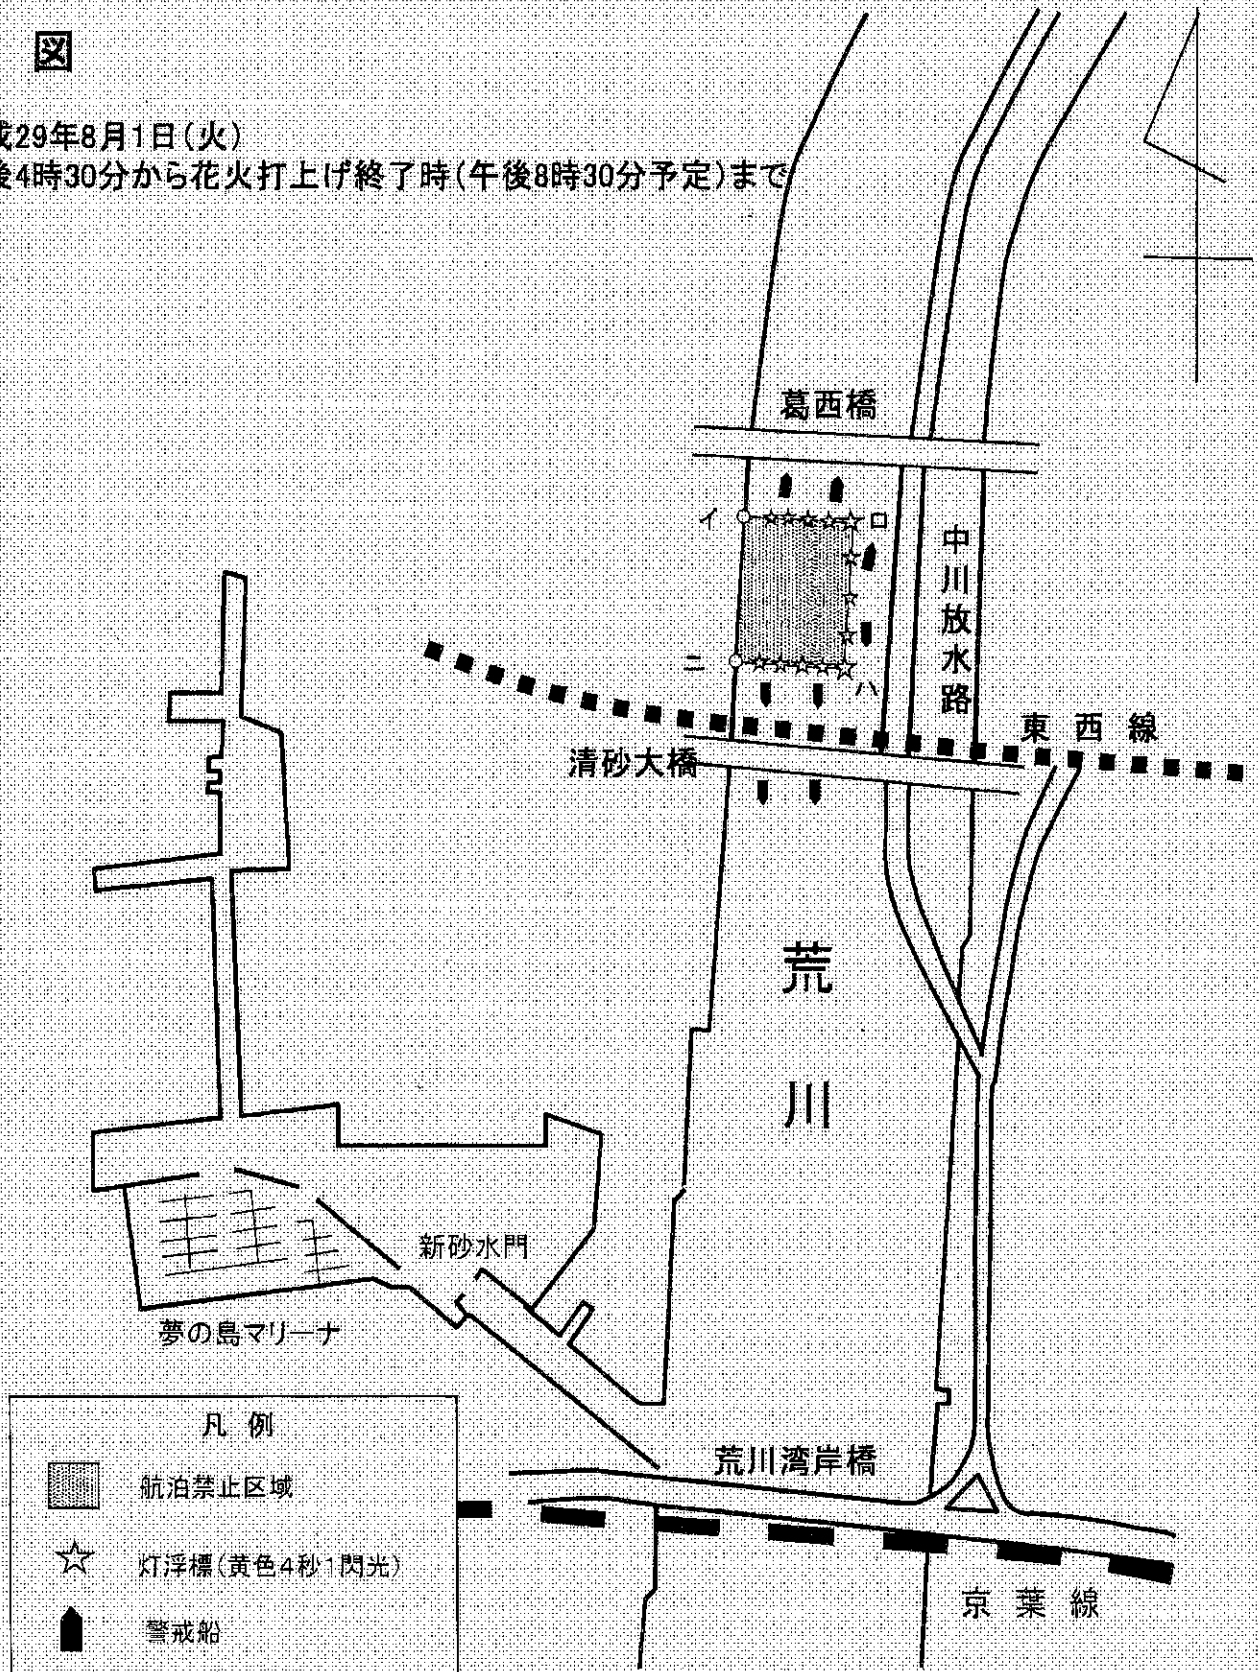 図
成29年8月1日(火)
後4時30分から花火打上げ終了時(午後8時30分予定)まで
葛西橋
イ
ロ
中川放水路
ニ
ハ
東西線
清砂大橋
荒川
新砂水門
夢の島マリーナ
荒川湾岸橋
京葉線
凡例
航泊禁止区域
灯浮標(黄色4秒1閃光)
警戒船